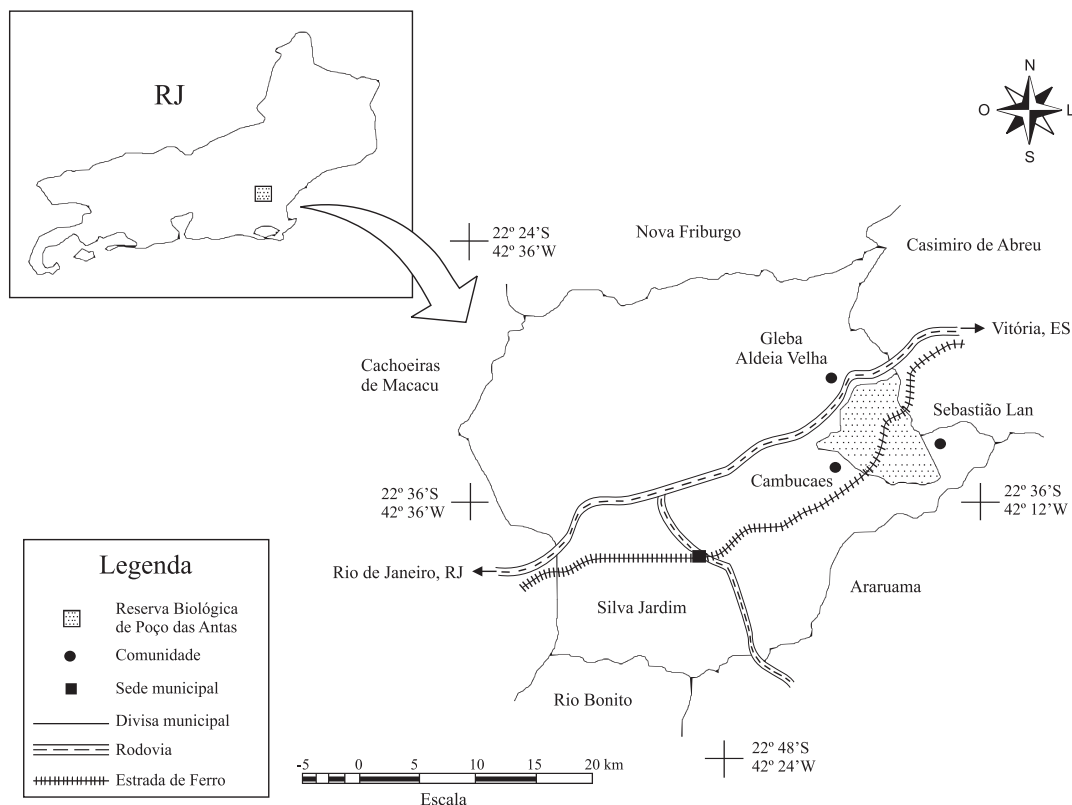 RJ
N
O
L
S
22º 24’S
42º 36’W
Nova Friburgo
Casimiro de Abreu
Vitória, ES
Gleba
Aldeia Velha
Cachoeiras
de Macacu
Sebastião Lan
Cambucaes
22º 36’S
42º 36’W
22º 36’S
42º 12’W
Rio de Janeiro, RJ
Silva Jardim
Araruama
Rio Bonito
22º 48’S
42º 24’W
Legenda
Reserva Biológica
de Poço das Antas
Comunidade
Sede municipal
Divisa municipal
Rodovia
Estrada de Ferro
-5 0 5 10 15 20 km
Escala